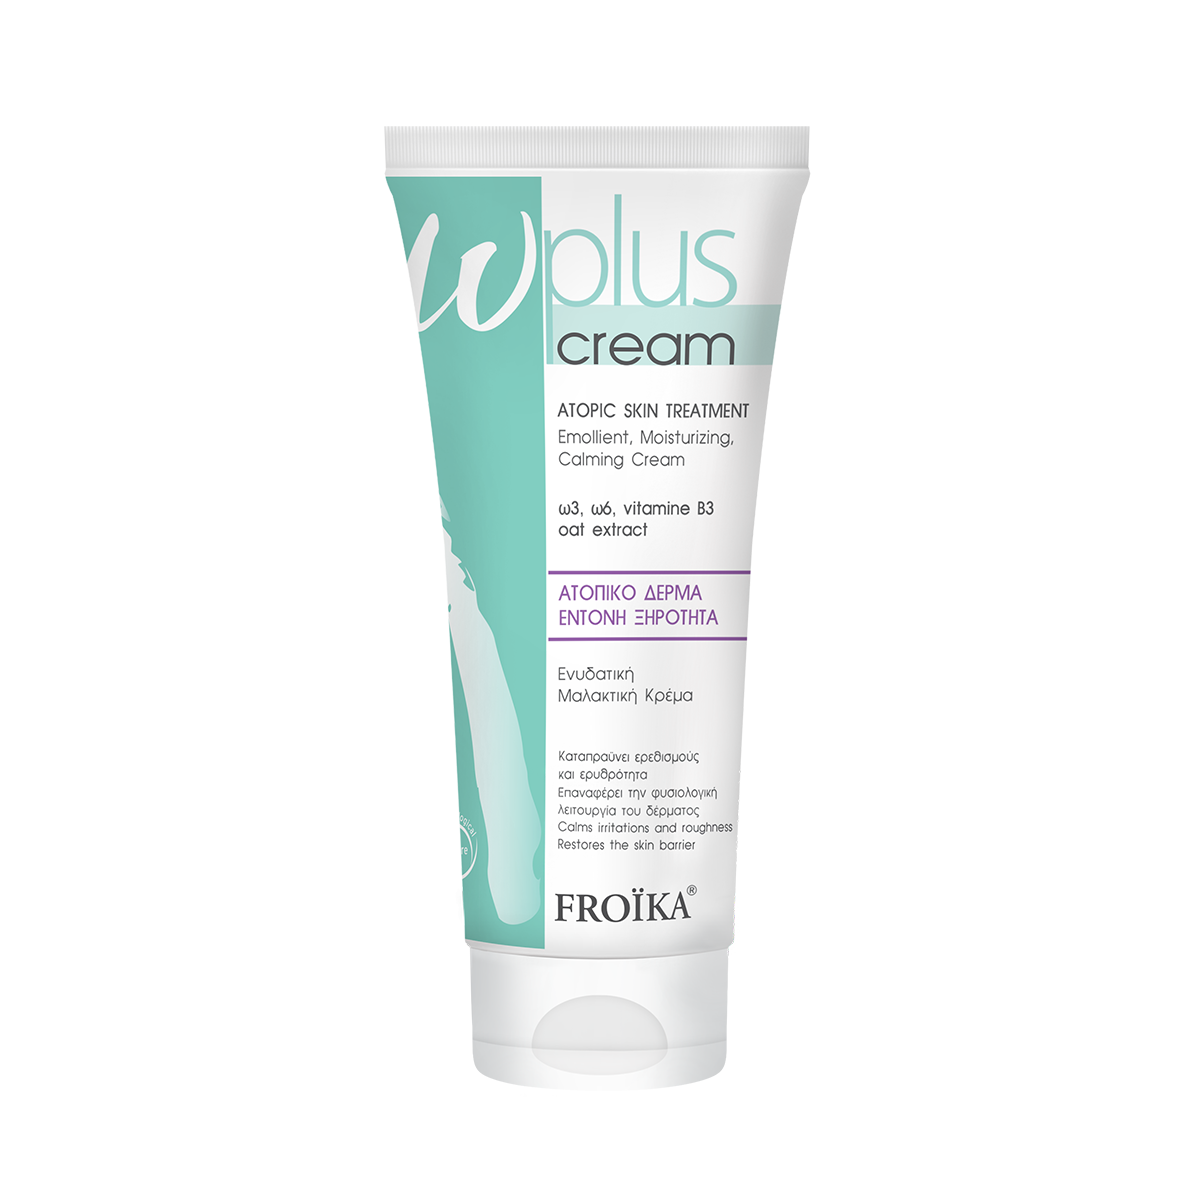 ω plus
cream
ATOPIC SKIN TREATMENT
Emollient, Moisturizing,
Calming Cream
ω3, ω6, vitamine B3
oat extract
ΑΤΟΠΙΚΟ ΔΕΡΜΑ
ΕΝΤΟΝΗ ΞΗΡΟΤΗΤΑ
Ενυδατική
Μαλακτική Κρέμα
Καταπραΰνει ερεθισμούς
και ερυθρότητα
Επαναφέρει την φυσιολογική
λειτουργία του δέρματος
Calms irritations and roughness
Restores the skin barrier
FROÏKA®